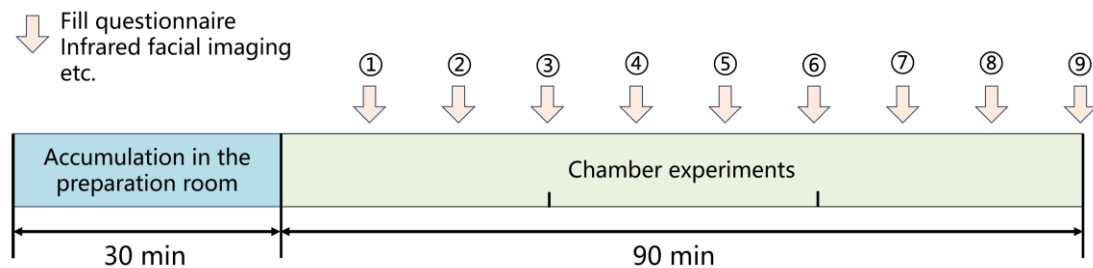 Fill questionnaire
Infrared facial imaging
etc.
① ② ③ ④ ⑤ ⑥ ⑦ ⑧ ⑨
Accumulation in the
preparation room
Chamber experiments
30 min
90 min